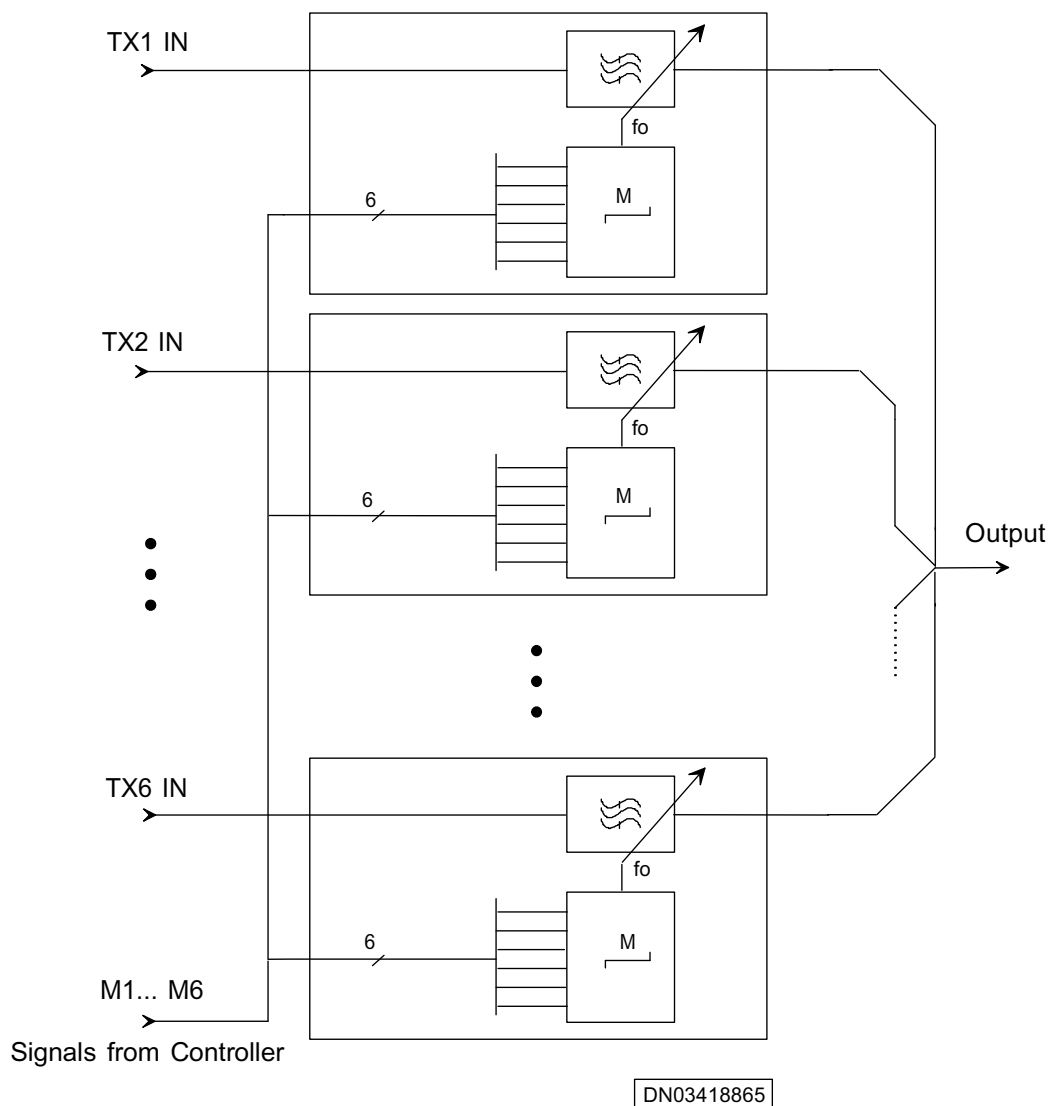 TX1 IN
fo
M
6
TX2 IN
fo
M
6
Output
TX6 IN
fo
M
6
M1... M6
Signals from Controller
DN03418865